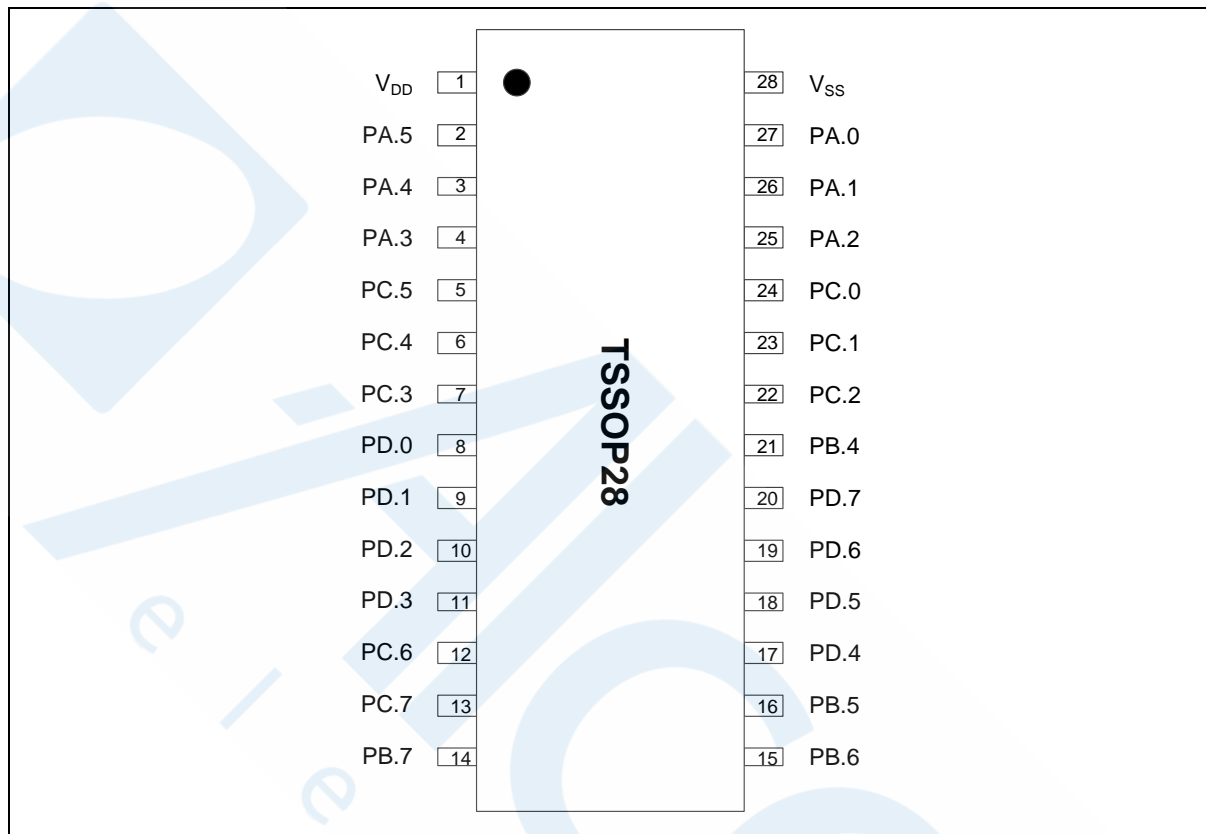 V_DD 1 28 V_SS
PA.5 2 27 PA.0
PA.4 3 26 PA.1
PA.3 4 25 PA.2
PC.5 5 24 PC.0
PC.4 6 23 PC.1
PC.3 7 22 PC.2
PD.0 8 21 PB.4
PD.1 9 20 PD.7
PD.2 10 19 PD.6
PD.3 11 18 PD.5
PC.6 12 17 PD.4
PC.7 13 16 PB.5
PB.7 14 15 PB.6
TSSOP28
e l e